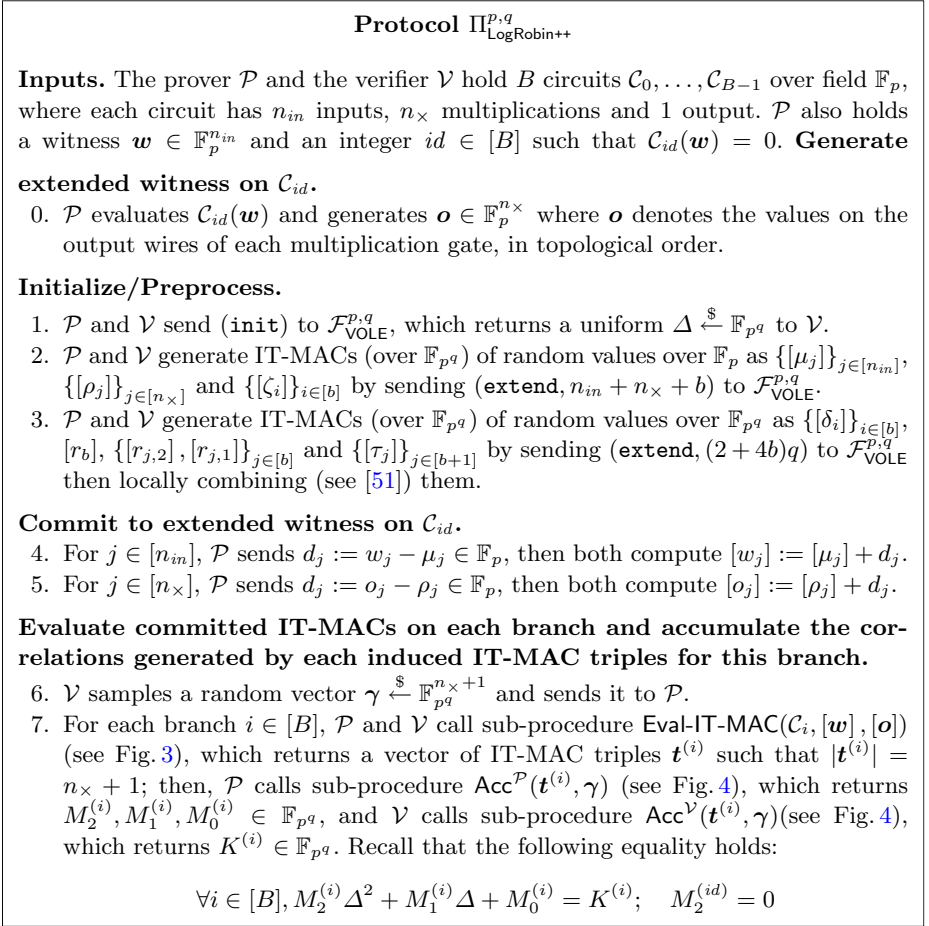 Protocol Π^{p,q}_{LogRobin++}
Inputs. The prover 𝒫 and the verifier 𝒱 hold B circuits 𝒞_0, …, 𝒞_{B−1} over field 𝔽_p,
where each circuit has n_{in} inputs, n_× multiplications and 1 output. 𝒫 also holds
a witness w ∈ 𝔽_p^{n_{in}} and an integer id ∈ [B] such that 𝒞_{id}(w) = 0. Generate
extended witness on 𝒞_{id}.
0. 𝒫 evaluates 𝒞_{id}(w) and generates o ∈ 𝔽_p^{n_×} where o denotes the values on the
output wires of each multiplication gate, in topological order.
Initialize/Preprocess.
1. 𝒫 and 𝒱 send (init) to ℱ^{p,q}_{VOLE}, which returns a uniform Δ ←$ 𝔽_{p^q} to 𝒱.
2. 𝒫 and 𝒱 generate IT-MACs (over 𝔽_{p^q}) of random values over 𝔽_p as {[μ_j]}_{j∈[n_{in}]},
{[ρ_j]}_{j∈[n_×]} and {[ζ_i]}_{i∈[b]} by sending (extend, n_{in} + n_× + b) to ℱ^{p,q}_{VOLE}.
3. 𝒫 and 𝒱 generate IT-MACs (over 𝔽_{p^q}) of random values over 𝔽_{p^q} as {[δ_i]}_{i∈[b]},
[r_b], {[r_{j,2}], [r_{j,1}]}_{j∈[b]} and {[τ_j]}_{j∈[b+1]} by sending (extend, (2 + 4b)q) to ℱ^{p,q}_{VOLE}
then locally combining (see [51]) them.
Commit to extended witness on 𝒞_{id}.
4. For j ∈ [n_{in}], 𝒫 sends d_j := w_j − μ_j ∈ 𝔽_p, then both compute [w_j] := [μ_j] + d_j.
5. For j ∈ [n_×], 𝒫 sends d_j := o_j − ρ_j ∈ 𝔽_p, then both compute [o_j] := [ρ_j] + d_j.
Evaluate committed IT-MACs on each branch and accumulate the cor-
relations generated by each induced IT-MAC triples for this branch.
6. 𝒱 samples a random vector γ ←$ 𝔽_{p^q}^{n_×+1} and sends it to 𝒫.
7. For each branch i ∈ [B], 𝒫 and 𝒱 call sub-procedure Eval-IT-MAC(𝒞_i, [w], [o])
(see Fig. 3), which returns a vector of IT-MAC triples t^{(i)} such that |t^{(i)}| =
n_× + 1; then, 𝒫 calls sub-procedure Acc^𝒫(t^{(i)}, γ) (see Fig. 4), which returns
M_2^{(i)}, M_1^{(i)}, M_0^{(i)} ∈ 𝔽_{p^q}, and 𝒱 calls sub-procedure Acc^𝒱(t^{(i)}, γ)(see Fig. 4),
which returns K^{(i)} ∈ 𝔽_{p^q}. Recall that the following equality holds:
∀i ∈ [B], M_2^{(i)}Δ^2 + M_1^{(i)}Δ + M_0^{(i)} = K^{(i)}; M_2^{(id)} = 0